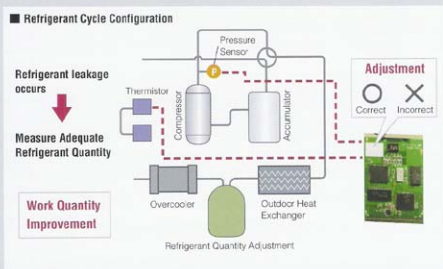 ■ Refrigerant Cycle Configuration
Pressure
Sensor
P
Refrigerant leakage
occurs
Thermistor
Compressor
Accumulator
Adjustment
Correct
Incorrect
Measure Adequate
Refrigerant Quantity
Work Quantity
Improvement
Overcooler
Outdoor Heat
Exchanger
Refrigerant Quantity Adjustment